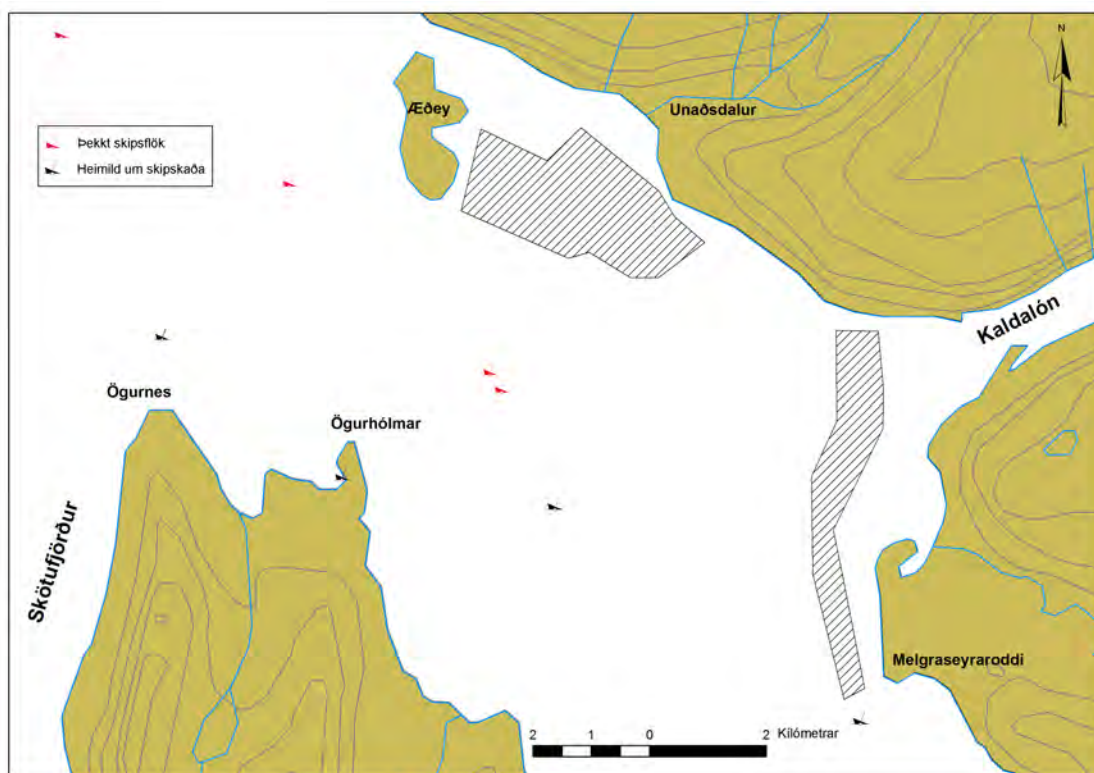 N
Æðey
Unaðsdalur
Þekkt skipsflök
Heimild um skipskaða
Kaldalón
Ögurnes
Ögurhólmar
Skötufjörður
Melgraseyraroddi
2 1 0 2 Kílómetrar